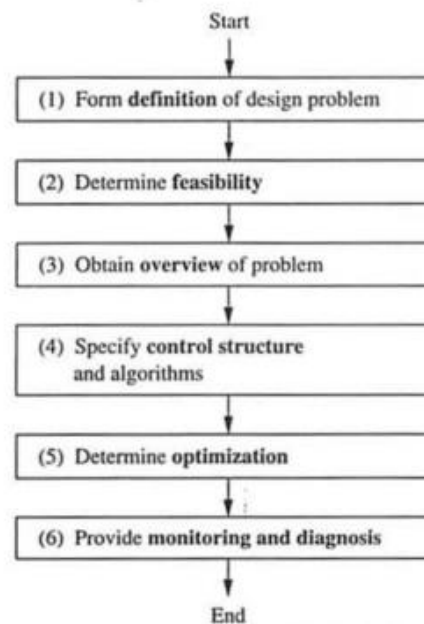 Start
(1) Form definition of design problem
(2) Determine feasibility
(3) Obtain overview of problem
(4) Specify control structure
and algorithms
(5) Determine optimization
(6) Provide monitoring and diagnosis
End